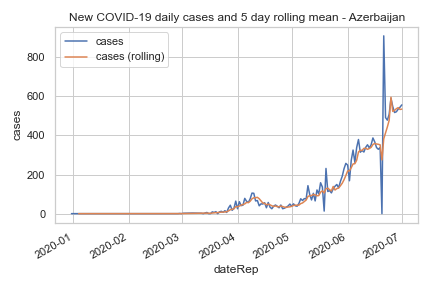 New COVID-19 daily cases and 5 day rolling mean - Azerbaijan
cases
cases (rolling)
800
600
400
200
0
cases
2020-01
2020-02
2020-03
2020-04
2020-05
2020-06
2020-07
dateRep